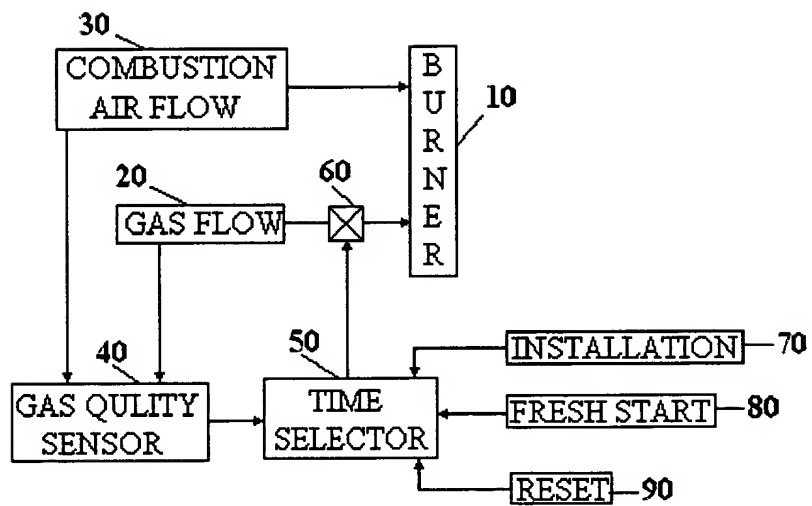 30
COMBUSTION
AIR FLOW
BURNER
10
20
GAS FLOW
60
40
GAS QULITY
SENSOR
50
TIME
SELECTOR
INSTALLATION
70
FRESH START
80
RESET
90